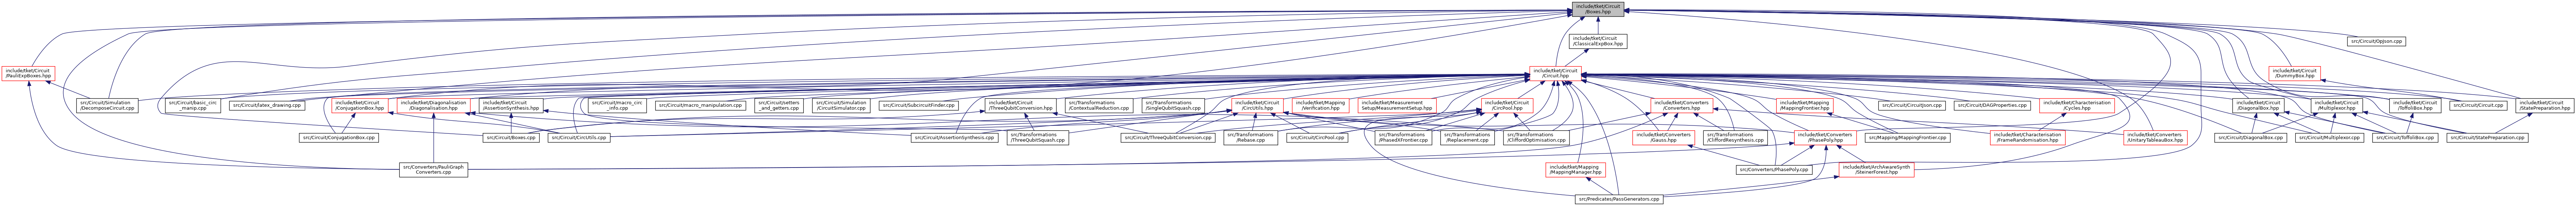 include/tket/Circuit
/Boxes.hpp
include/tket/Circuit
/ClassicalExpBox.hpp
src/Circuit/OpJson.cpp
include/tket/Circuit
/PauliExpBoxes.hpp
include/tket/Circuit
/Circuit.hpp
include/tket/Circuit
/DummyBox.hpp
src/Circuit/Simulation
/DecomposeCircuit.cpp
src/Circuit/basic_circ
_manip.cpp
src/Circuit/latex_drawing.cpp
include/tket/Circuit
/ConjugationBox.hpp
include/tket/Diagonalisation
/Diagonalisation.hpp
include/tket/Circuit
/AssertionSynthesis.hpp
src/Circuit/macro_circ
_info.cpp
src/Circuit/macro_manipulation.cpp
src/Circuit/setters
_and_getters.cpp
src/Circuit/Simulation
/CircuitSimulator.cpp
src/Circuit/SubcircuitFinder.cpp
include/tket/Circuit
/ThreeQubitConversion.hpp
src/Transformations
/ContextualReduction.cpp
src/Transformations
/SingleQubitSquash.cpp
include/tket/Circuit
/CircUtils.hpp
include/tket/Mapping
/Verification.hpp
include/tket/Measurement
Setup/MeasurementSetup.hpp
include/tket/Circuit
/CircPool.hpp
include/tket/Converters
/Converters.hpp
include/tket/Mapping
/MappingFrontier.hpp
src/Circuit/CircuitJson.cpp
src/Circuit/DAGProperties.cpp
include/tket/Characterisation
/Cycles.hpp
include/tket/Circuit
/DiagonalBox.hpp
include/tket/Circuit
/Multiplexor.hpp
include/tket/Circuit
/ToffoliBox.hpp
src/Circuit/Circuit.cpp
include/tket/Circuit
/StatePreparation.hpp
src/Circuit/ConjugationBox.cpp
src/Circuit/Boxes.cpp
src/Circuit/CircUtils.cpp
src/Circuit/AssertionSynthesis.cpp
src/Transformations
/ThreeQubitSquash.cpp
src/Circuit/ThreeQubitConversion.cpp
src/Transformations
/Rebase.cpp
src/Circuit/CircPool.cpp
src/Transformations
/PhasedXFrontier.cpp
src/Transformations
/Replacement.cpp
src/Transformations
/CliffordOptimisation.cpp
include/tket/Converters
/Gauss.hpp
src/Transformations
/CliffordResynthesis.cpp
include/tket/Converters
/PhasePoly.hpp
src/Mapping/MappingFrontier.cpp
include/tket/Characterisation
/FrameRandomisation.hpp
include/tket/Converters
/UnitaryTableauBox.hpp
src/Circuit/DiagonalBox.cpp
src/Circuit/Multiplexor.cpp
src/Circuit/ToffoliBox.cpp
src/Circuit/StatePreparation.cpp
src/Converters/PauliGraph
Converters.cpp
include/tket/Mapping
/MappingManager.hpp
src/Converters/PhasePoly.cpp
include/tket/ArchAwareSynth
/SteinerForest.hpp
src/Predicates/PassGenerators.cpp